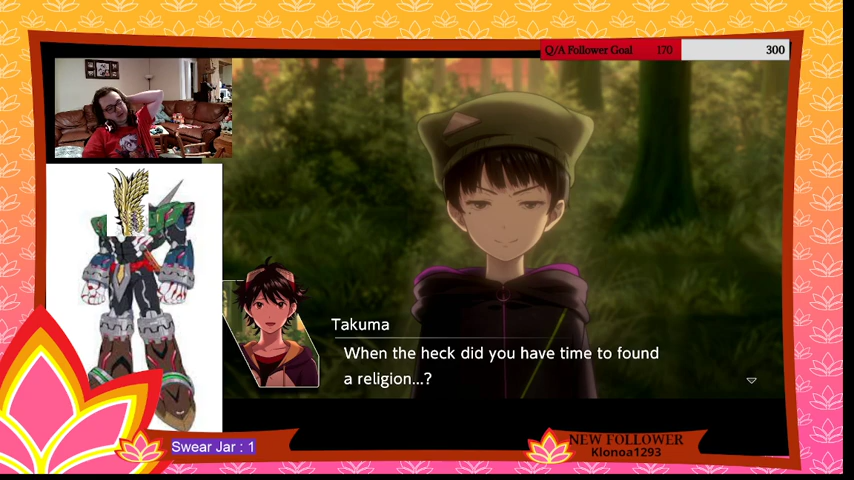 Q/A Follower Goal 170 300
Takuma
When the heck did you have time to found
a religion...?
Swear Jar : 1
NEW FOLLOWER
Klonoa1293